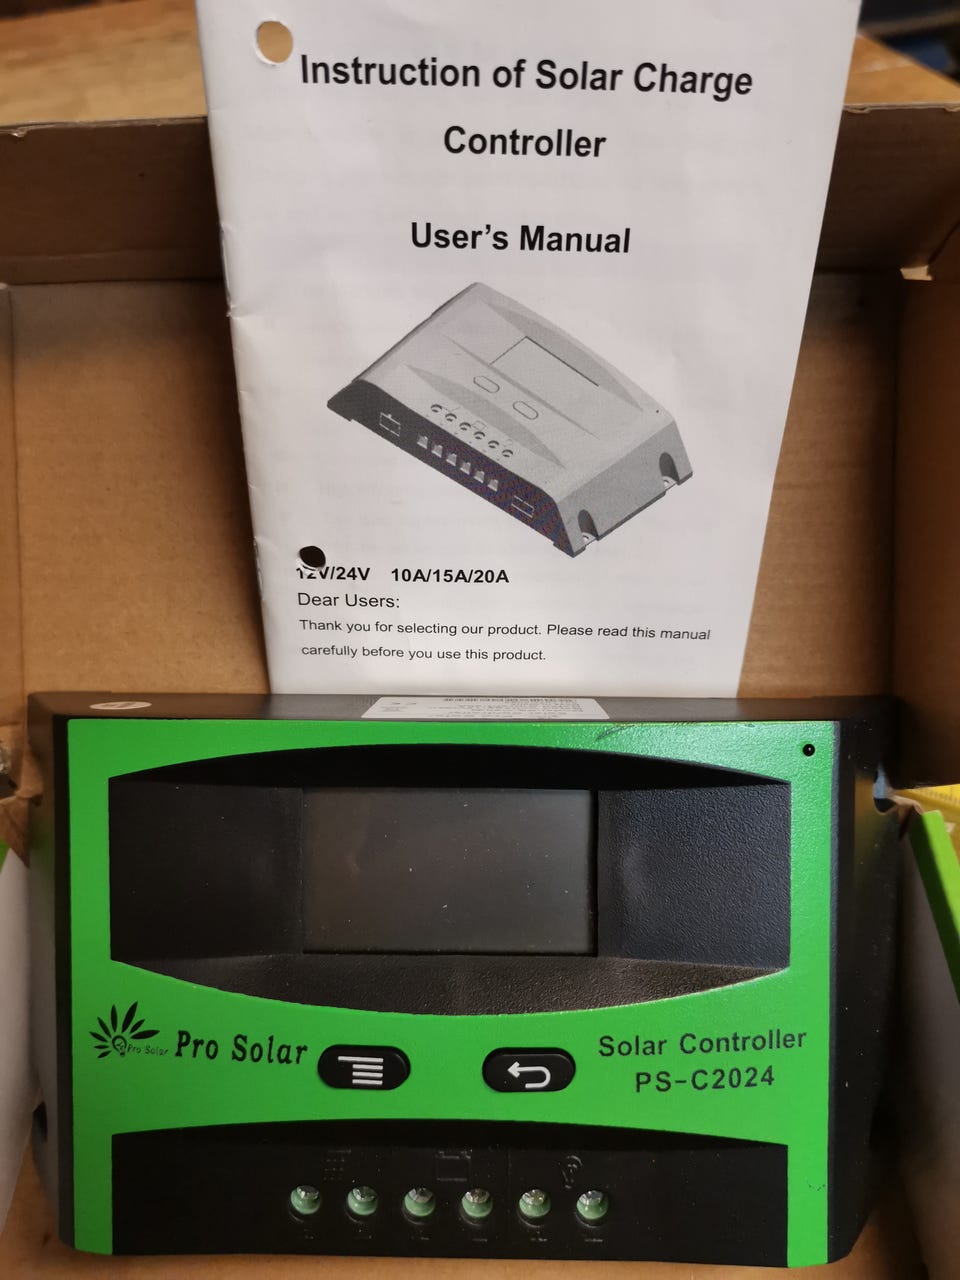 Instruction of Solar Charge
Controller
User's Manual
12V/24V 10A/15A/20A
Dear Users:
Thank you for selecting our product. Please read this manual
carefully before you use this product.
Pro Solar
Pro Solar
Solar Controller
PS-C2024